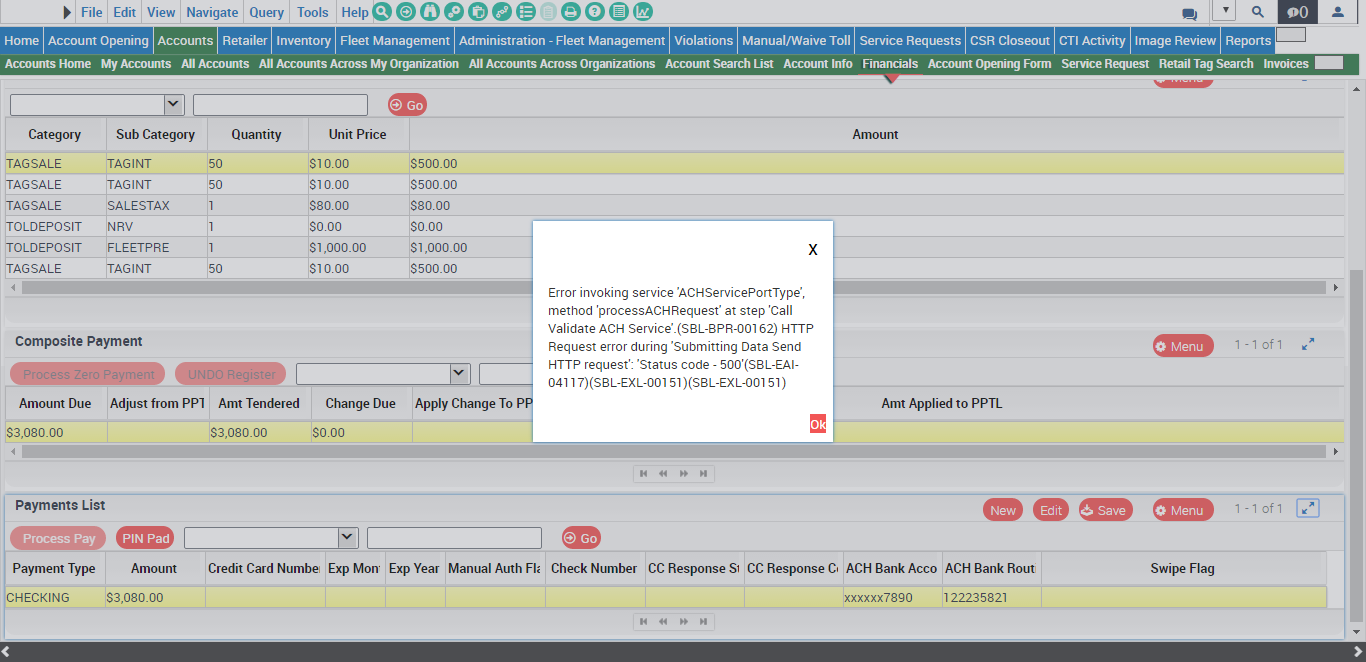 File Edit View Navigate Query Tools Help 0
Home Account Opening Accounts Retailer Inventory Fleet Management Administration - Fleet Management Violations Manual/Waive Toll Service Requests CSR Closeout CTI Activity Image Review Reports
Accounts Home My Accounts All Accounts All Accounts Across My Organization All Accounts Across Organizations Account Search List Account Info Financials Account Opening Form Service Request Retail Tag Search Invoices
Menu
Go
Category Sub Category Quantity Unit Price Amount
TAGSALE TAGINT 50 $10.00 $500.00
TAGSALE TAGINT 50 $10.00 $500.00
TAGSALE SALESTAX 1 $80.00 $80.00
TOLDEPOSIT NRV 1 $0.00 $0.00
TOLDEPOSIT FLEETPRE 1 $1,000.00 $1,000.00
TAGSALE TAGINT 50 $10.00 $500.00
X
Error invoking service 'ACHServicePortType',
method 'processACHRequest' at step 'Call
Validate ACH Service'.(SBL-BPR-00162) HTTP
Request error during 'Submitting Data Send
HTTP request': 'Status code - 500'(SBL-EAI-
04117)(SBL-EXL-00151)(SBL-EXL-00151)
Ok
Composite Payment Menu 1 - 1 of 1
Process Zero Payment UNDO Register
Amount Due Adjust from PPT Amt Tendered Change Due Apply Change To PP Amt Applied to PPTL
$3,080.00 $3,080.00 $0.00
Payments List New Edit Save Menu 1 - 1 of 1
Process Pay PIN Pad Go
Payment Type Amount Credit Card Number Exp Mon Exp Year Manual Auth Fla Check Number CC Response S CC Response C ACH Bank Acco ACH Bank Rout Swipe Flag
CHECKING $3,080.00 xxxxxx7890 122235821